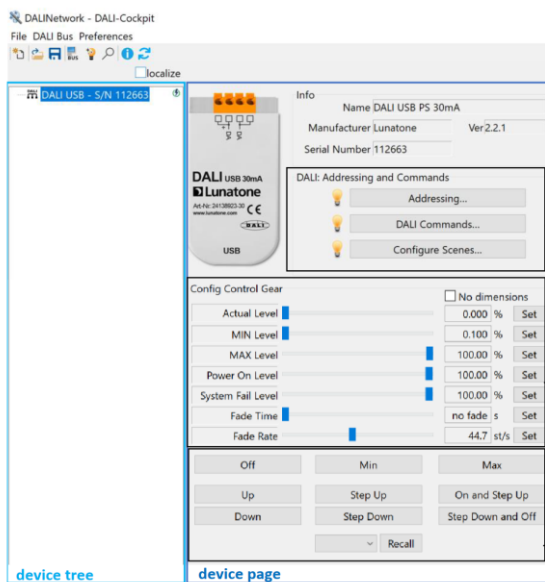 DALINetwork - DALI-Cockpit
File DALI Bus Preferences
BUS
localize
DALI USB - S/N 112663
Info
Name DALI USB PS 30mA
Manufacturer Lunatone Ver 2.2.1
Serial Number 112663
DALI USB 30mA
Lunatone
Art-Nr: 24138923-30
www.lunatone.com CE
DALI
USB
DALI: Addressing and Commands
Addressing...
DALI Commands...
Configure Scenes...
Config Control Gear
No dimensions
Actual Level 0.000 % Set
MIN Level 0.100 % Set
MAX Level 100.00 % Set
Power On Level 100.00 % Set
System Fail Level 100.00 % Set
Fade Time no fade s Set
Fade Rate 44.7 st/s Set
Off Min Max
Up Step Up On and Step Up
Down Step Down Step Down and Off
Recall
device tree
device page